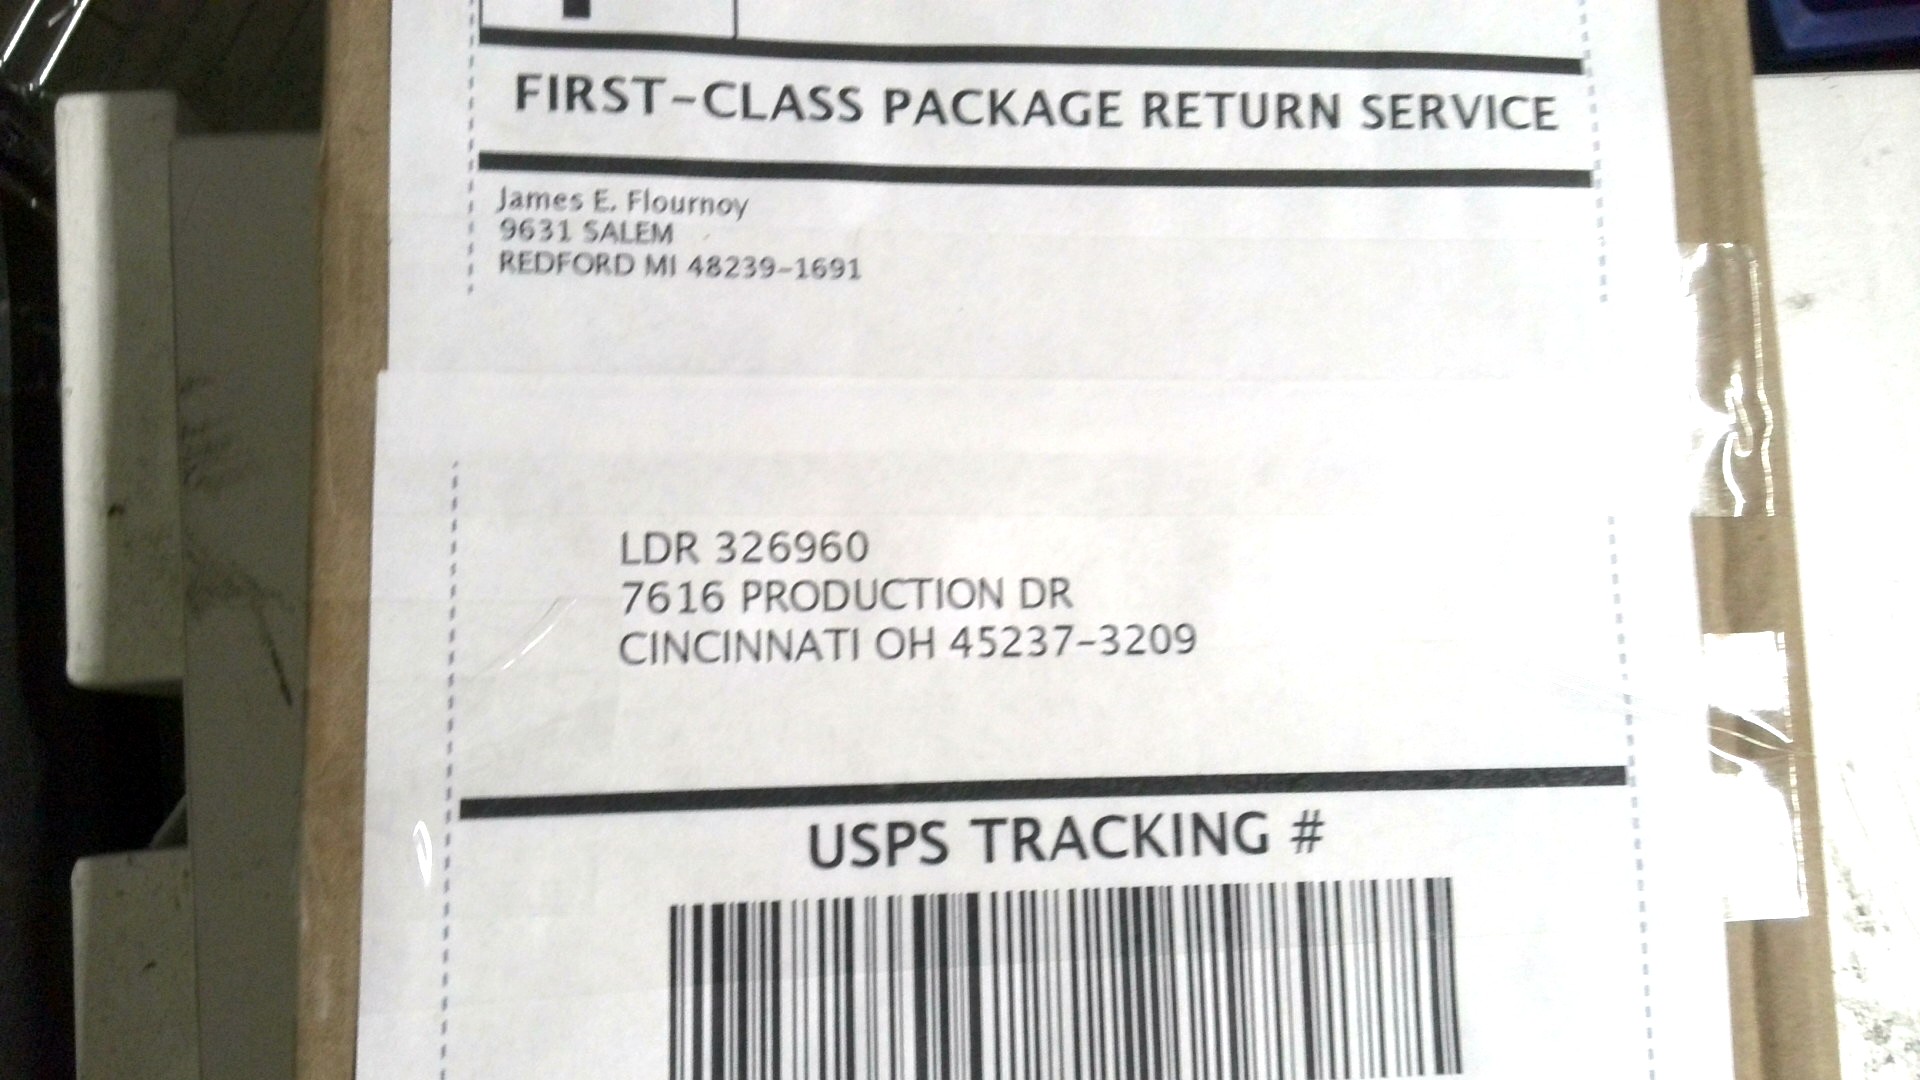 FIRST-CLASS PACKAGE RETURN SERVICE
James E. Flournoy
9631 SALEM
REDFORD MI 48239-1691
LDR 326960
7616 PRODUCTION DR
CINCINNATI OH 45237-3209
USPS TRACKING #